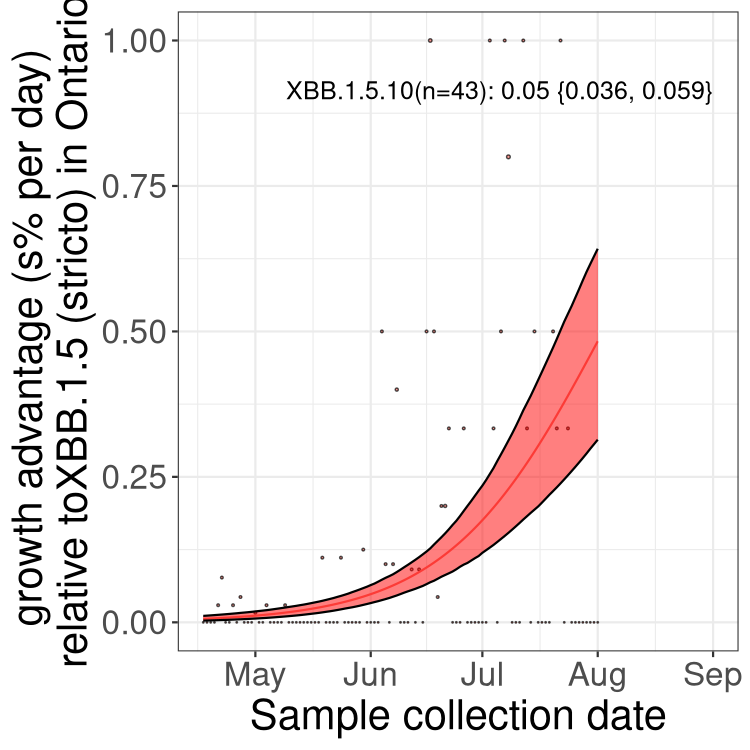 growth advantage (s% per day)
relative toXBB.1.5 (stricto) in Ontario
1.00
0.75
0.50
0.25
0.00
XBB.1.5.10(n=43): 0.05 {0.036, 0.059}
May Jun Jul Aug Sep
Sample collection date